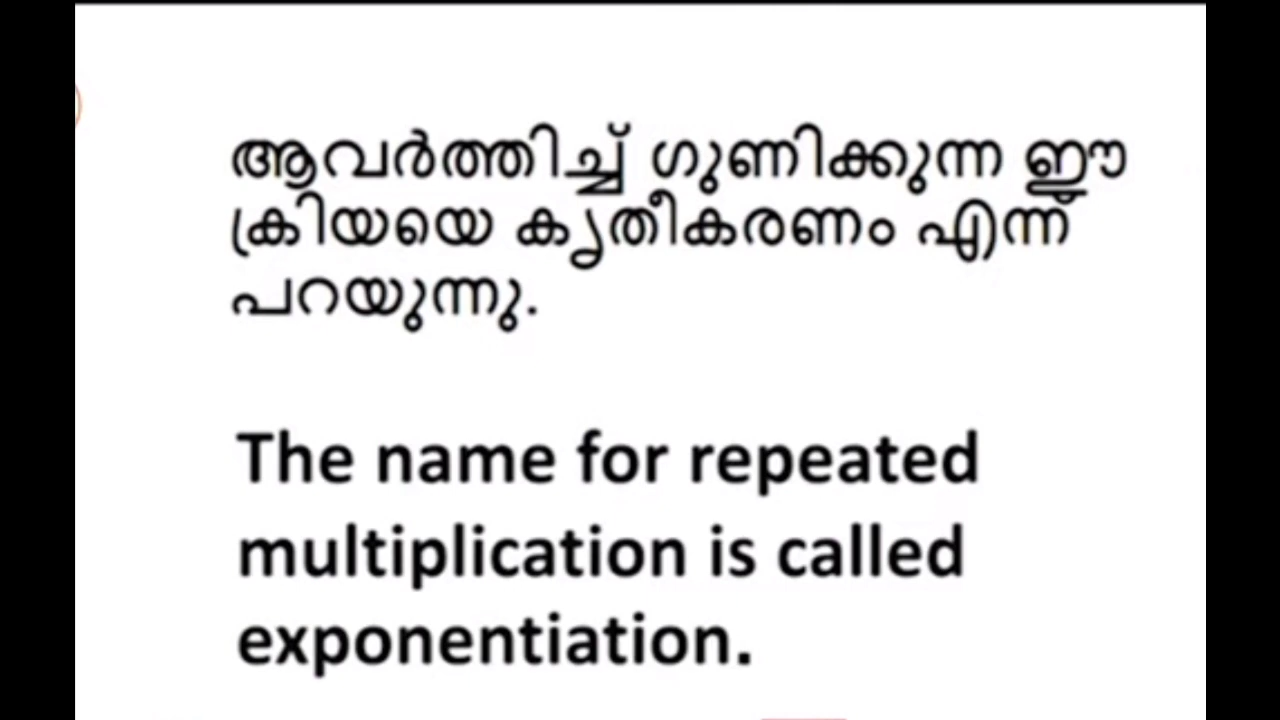 ആവർത്തിച്ച് ഗുണിക്കുന്ന ഈ
ക്രിയയെ കൃതീകരണം എന്ന്
പറയുന്നു.
The name for repeated
multiplication is called
exponentiation.